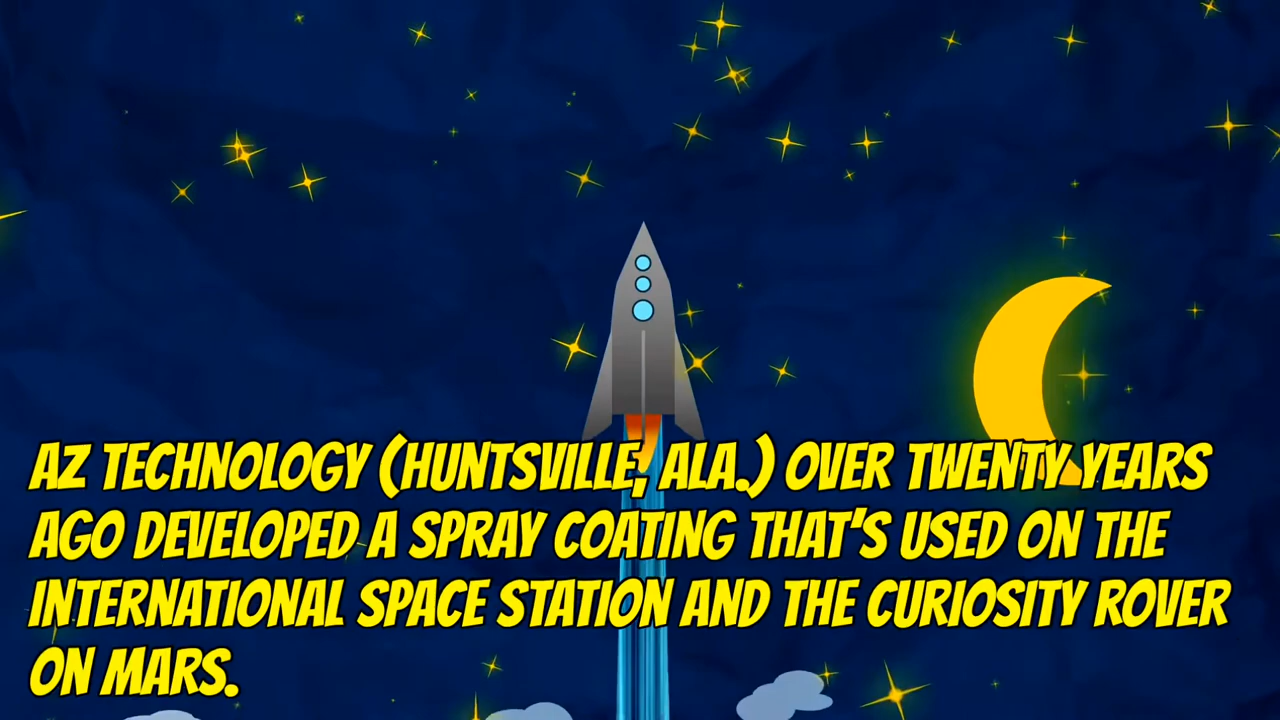 AZ TECHNOLOGY (HUNTSVILLE, ALA.) OVER TWENTY YEARS
AGO DEVELOPED A SPRAY COATING THAT'S USED ON THE
INTERNATIONAL SPACE STATION AND THE CURIOSITY ROVER
ON MARS.